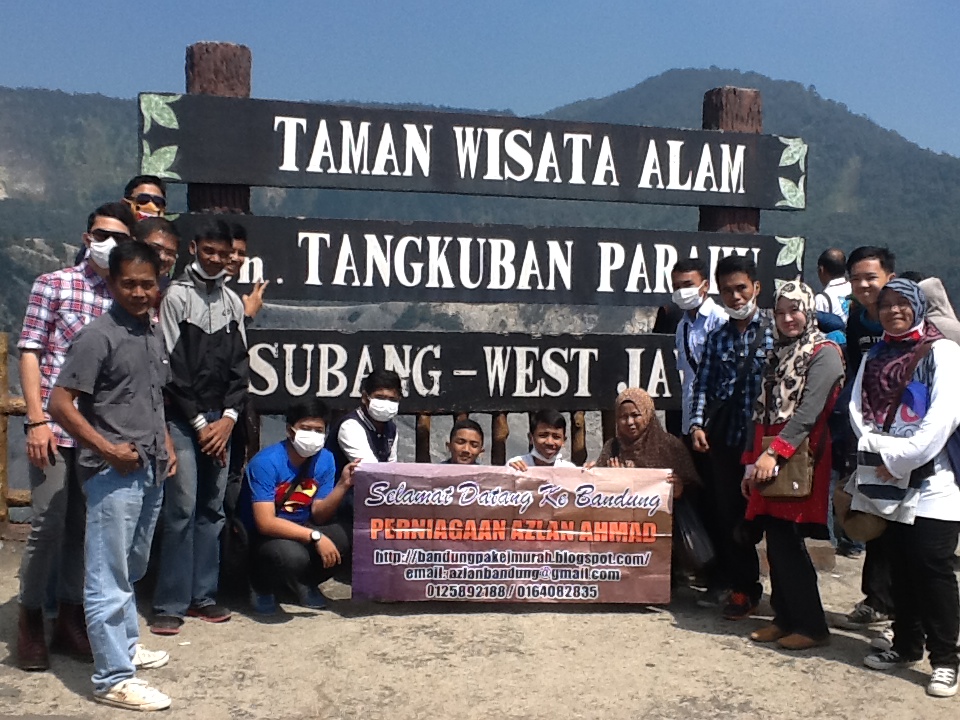 TAMAN WISATA ALAM
n. TANGKUBAN PARAHU
SUBANG - WEST JA
Selamat Datang Ke Bandung
PERNIAGAAN AZLAN AHMAD
http://bandungpakejmurah.blogspot.com/
email: azlanbandung@gmail.com
0125892188 / 0164082835